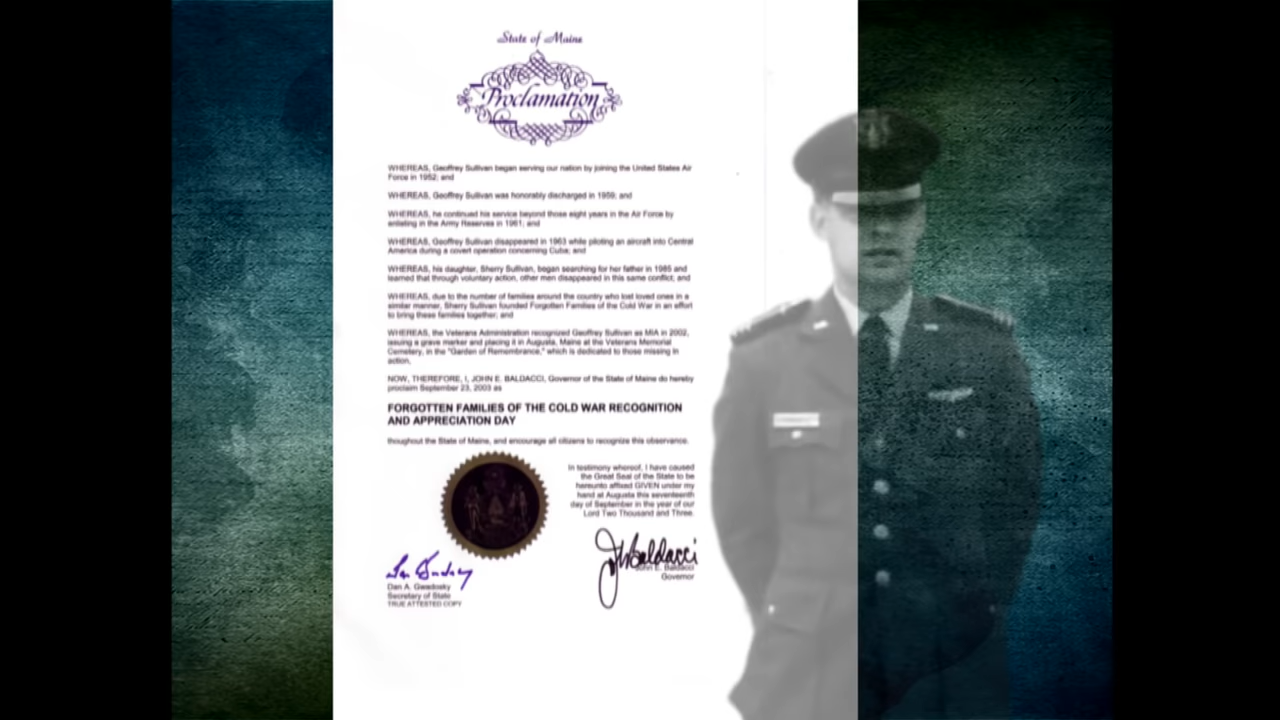 State of Maine
Proclamation
WHEREAS, Geoffrey Sullivan began serving our nation by joining the United States Air
Force in 1952; and
WHEREAS, Geoffrey Sullivan was honorably discharged in 1959; and
WHEREAS, he continued his service beyond those eight years in the Air Force by
enlisting in the Army Reserves in 1961; and
WHEREAS, Geoffrey Sullivan disappeared in 1963 while piloting an aircraft into Central
America during a covert operation concerning Cuba; and
WHEREAS, his daughter, Sherry Sullivan, began searching for her father in 1985 and
learned that through voluntary action, other men disappeared in this same conflict; and
WHEREAS, due to the number of families around the country who lost loved ones in a
similar manner, Sherry Sullivan founded Forgotten Families of the Cold War in an effort
to bring these families together; and
WHEREAS, the Veterans Administration recognized Geoffrey Sullivan as MIA in 2002,
issuing a grave marker and placing it in Augusta, Maine at the Veterans Memorial
Cemetery, in the "Garden of Remembrance," which is dedicated to those missing in
action,
NOW, THEREFORE, I, JOHN E. BALDACCI, Governor of the State of Maine do hereby
proclaim September 23, 2003 as
FORGOTTEN FAMILIES OF THE COLD WAR RECOGNITION
AND APPRECIATION DAY
thoughout the State of Maine, and encourage all citizens to recognize this observance.
In testimony whereof, I have caused
the Great Seal of the State to be
hereunto affixed GIVEN under my
hand at Augusta this seventeenth
day of September in the year of our
Lord Two Thousand and Three.
John E. Baldacci
Governor
Dan A. Gwadosky
Secretary of State
TRUE ATTESTED COPY